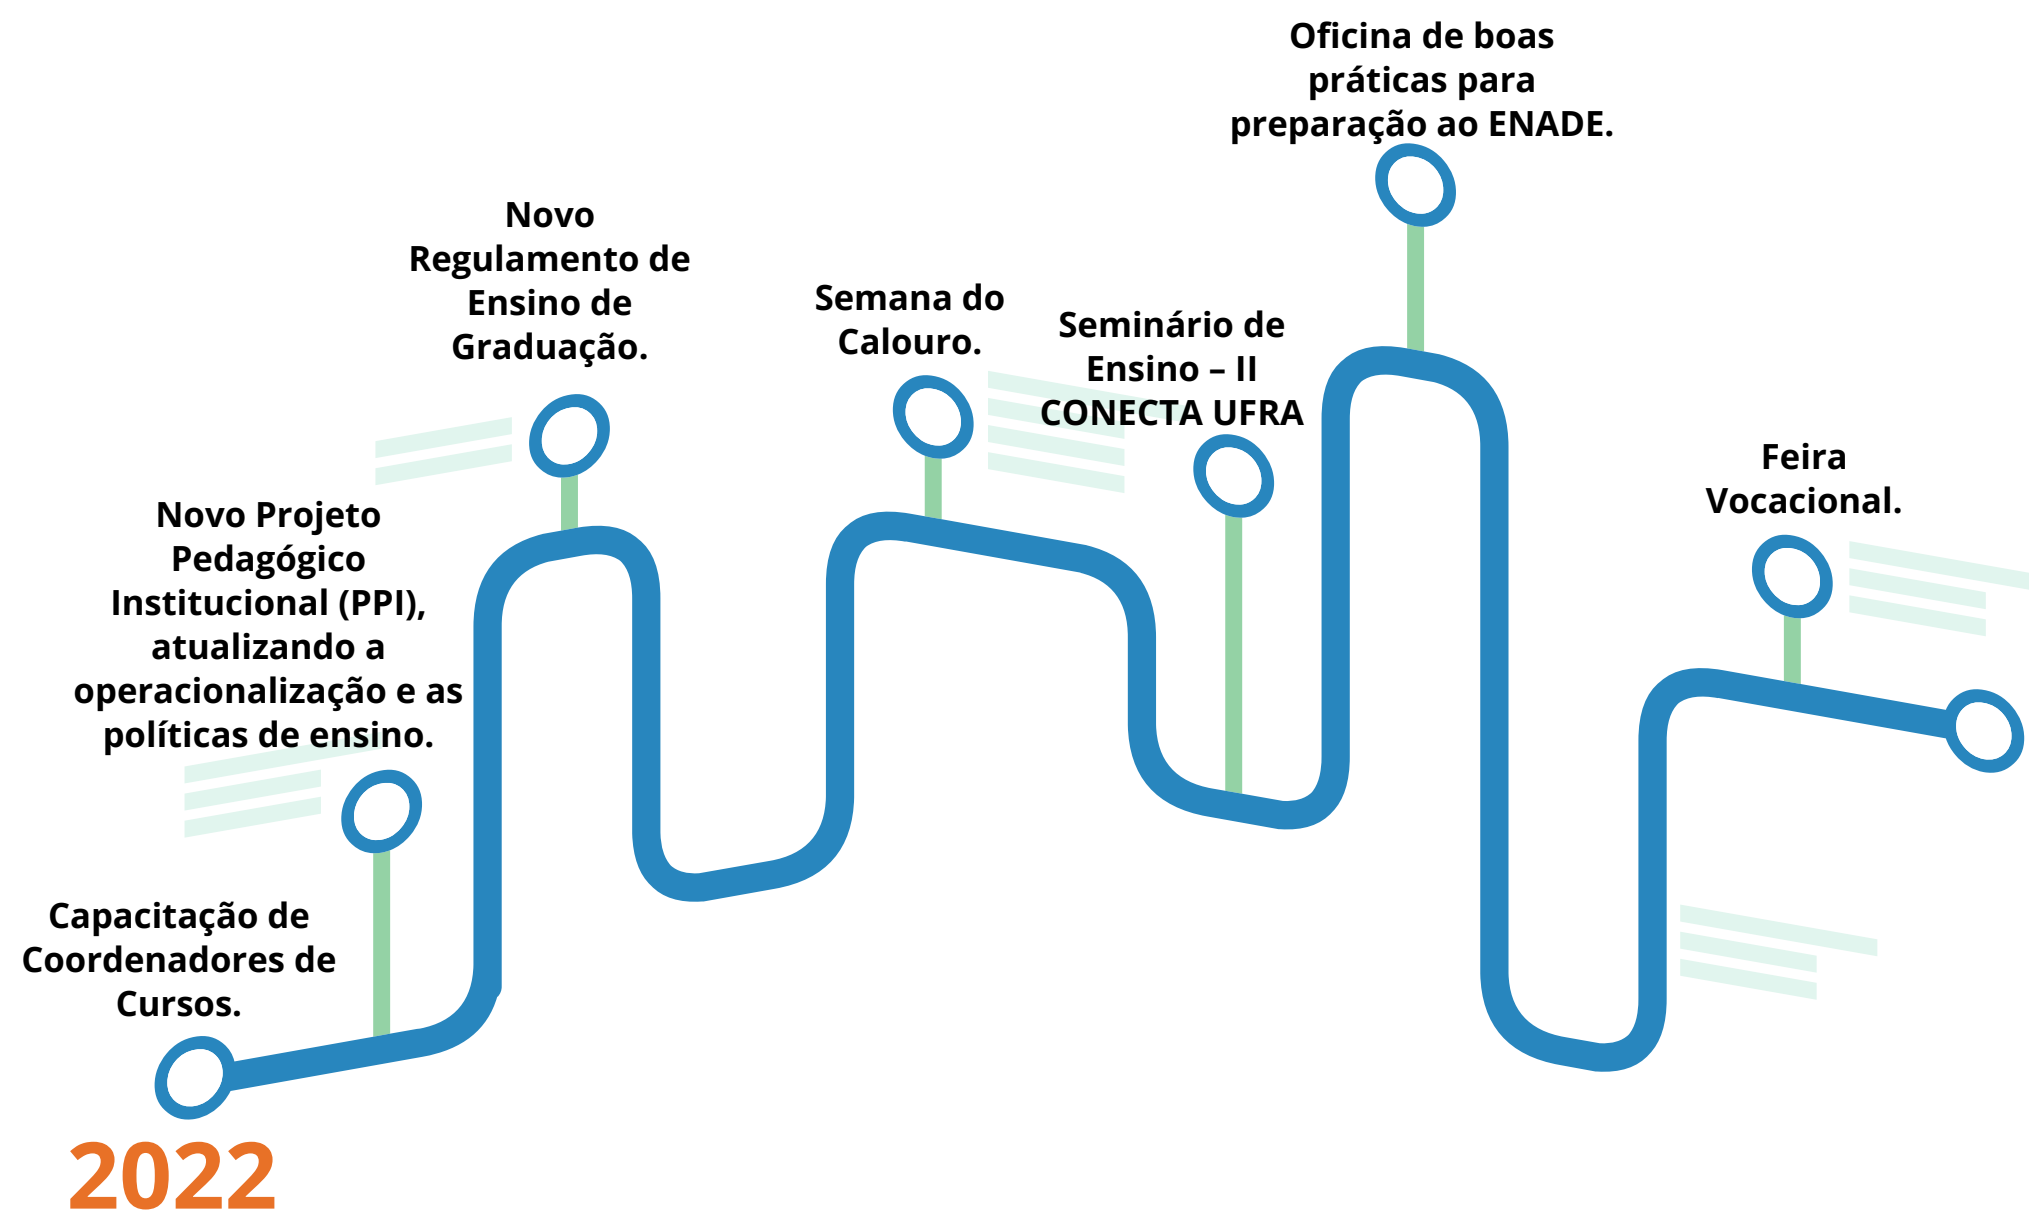 Capacitação de
Coordenadores de
Cursos.
2022
Novo Projeto
Pedagógico
Institucional (PPI),
atualizando a
operacionalização e as
políticas de ensino.
Novo
Regulamento de
Ensino de
Graduação.
Semana do
Calouro.
Seminário de
Ensino – II
CONECTA UFRA
Oficina de boas
práticas para
preparação ao ENADE.
Feira
Vocacional.